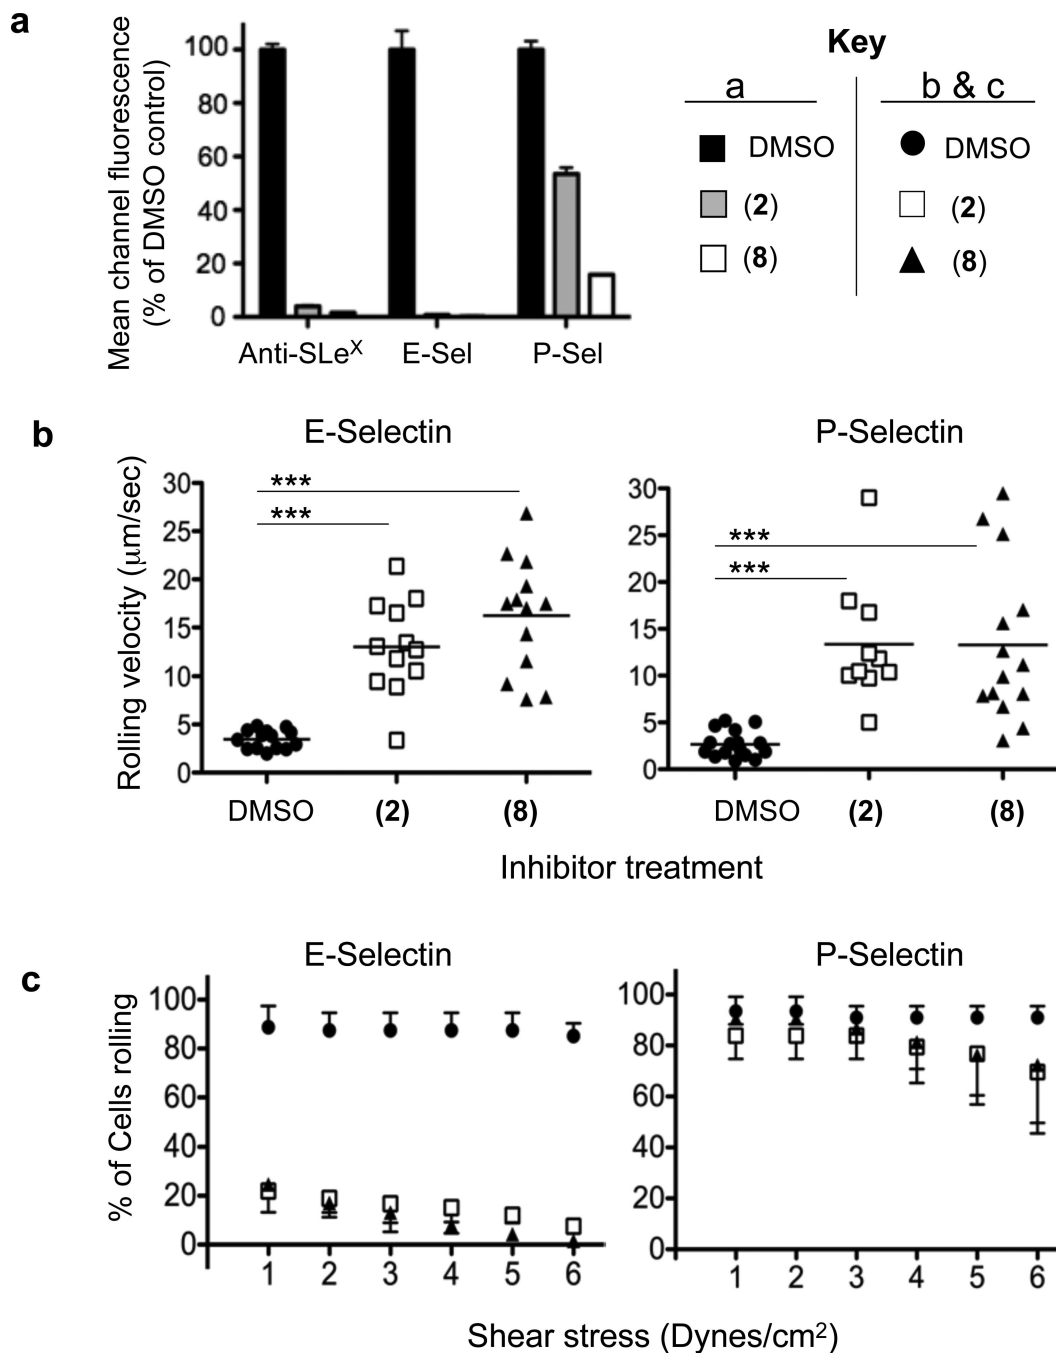 a
Mean channel fluorescence
(% of DMSO control)
100
80
60
40
20
0
Anti-SLeX E-Sel P-Sel
Key
a b & c
DMSO DMSO
(2) (2)
(8) (8)
b
E-Selectin P-Selectin
Rolling velocity (μm/sec)
30
25
20
15
10
5
0
***
***
DMSO (2) (8)
30
25
20
15
10
5
0
***
***
DMSO (2) (8)
Inhibitor treatment
c
E-Selectin P-Selectin
% of Cells rolling
100
80
60
40
20
0
1 2 3 4 5 6
100
80
60
40
20
0
1 2 3 4 5 6
Shear stress (Dynes/cm2)